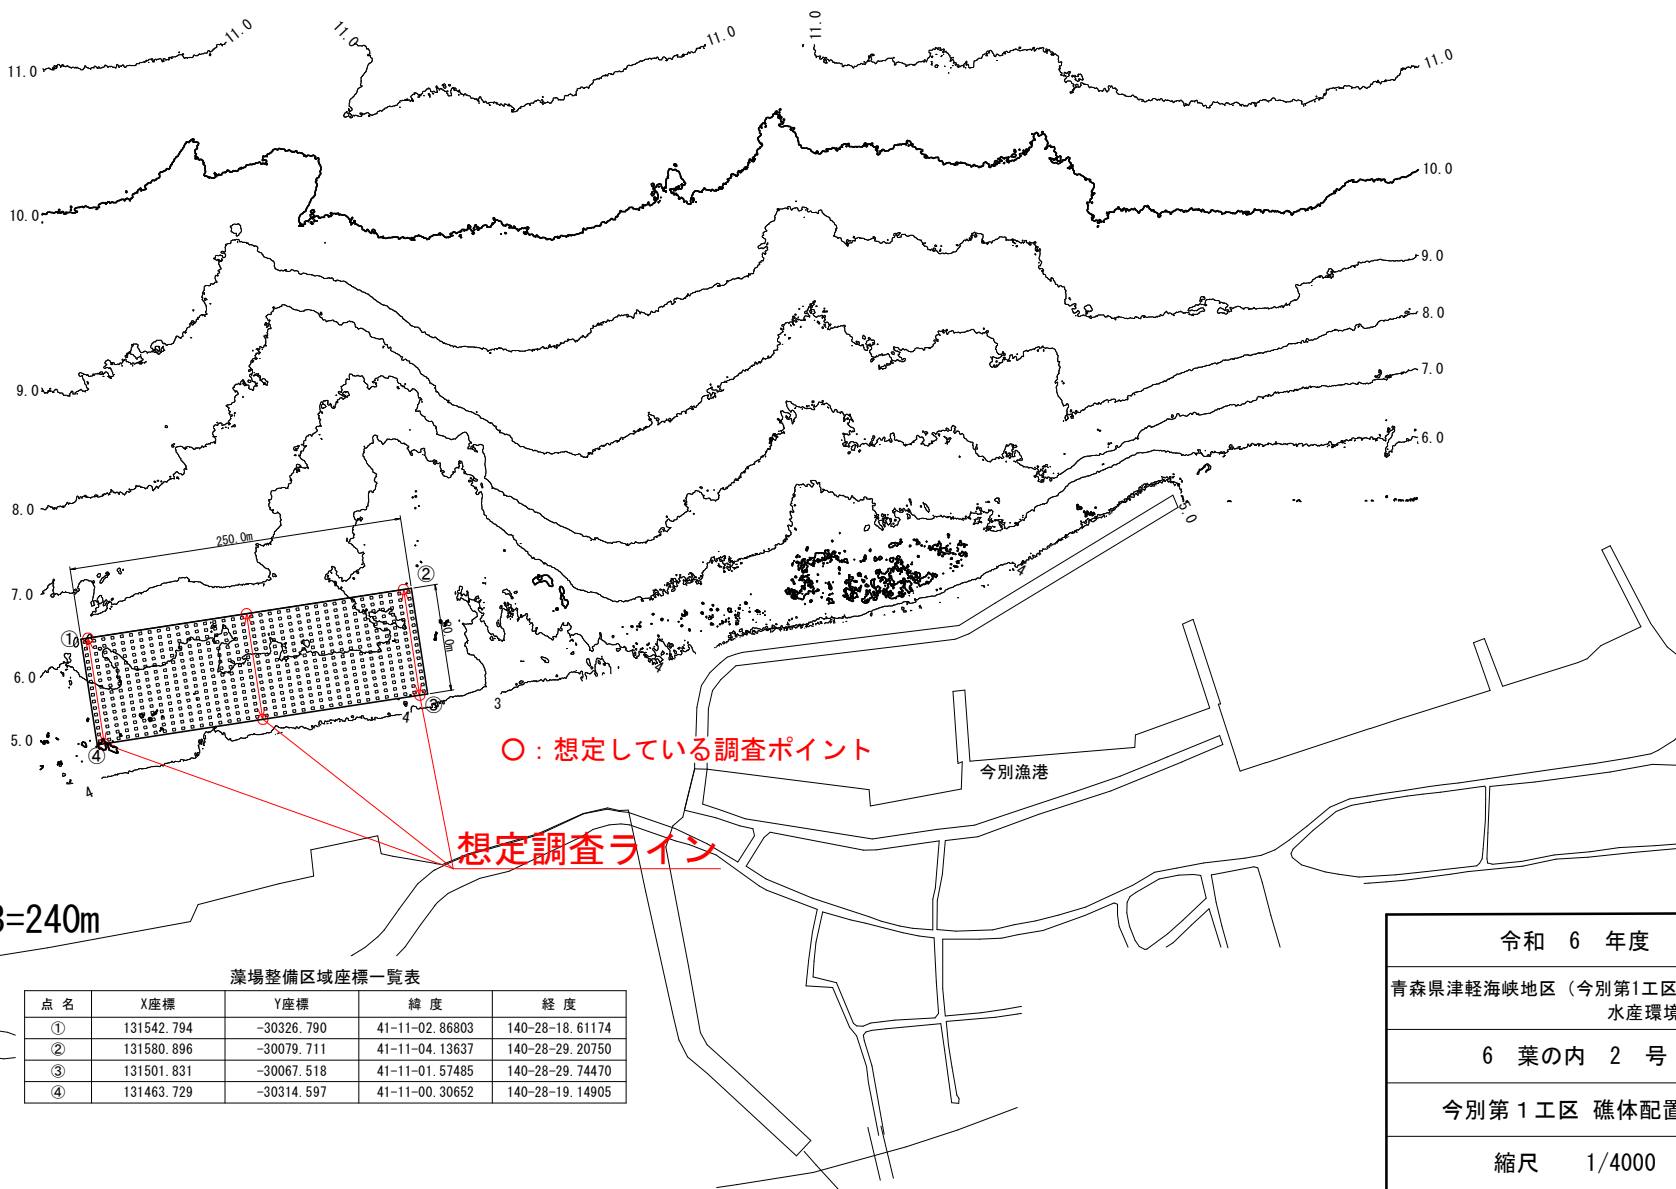 11.0
11.0
11.0
11.0
11.0
11.0
10.0
10.0
9.0
9.0
8.0
8.0
7.0
7.0
6.0
6.0
5.0
5.0
250.0m
①
②
③
④
4
4
4
3
○：想定している調査ポイント
今別漁港
想定調査ライン
=240m
藻場整備区域座標一覧表
点 名 X座標 Y座標 緯 度 経 度
① 131542.794 -30326.790 41-11-02.86803 140-28-18.61174
② 131580.896 -30079.711 41-11-04.13637 140-28-29.20750
③ 131501.831 -30067.518 41-11-01.57485 140-28-29.74470
④ 131463.729 -30314.597 41-11-00.30652 140-28-19.14905
令和 6 年度
青森県津軽海峡地区（今別第1工区
水産環境
6 葉の内 2 号
今別第１工区 礁体配置
縮尺 1/4000